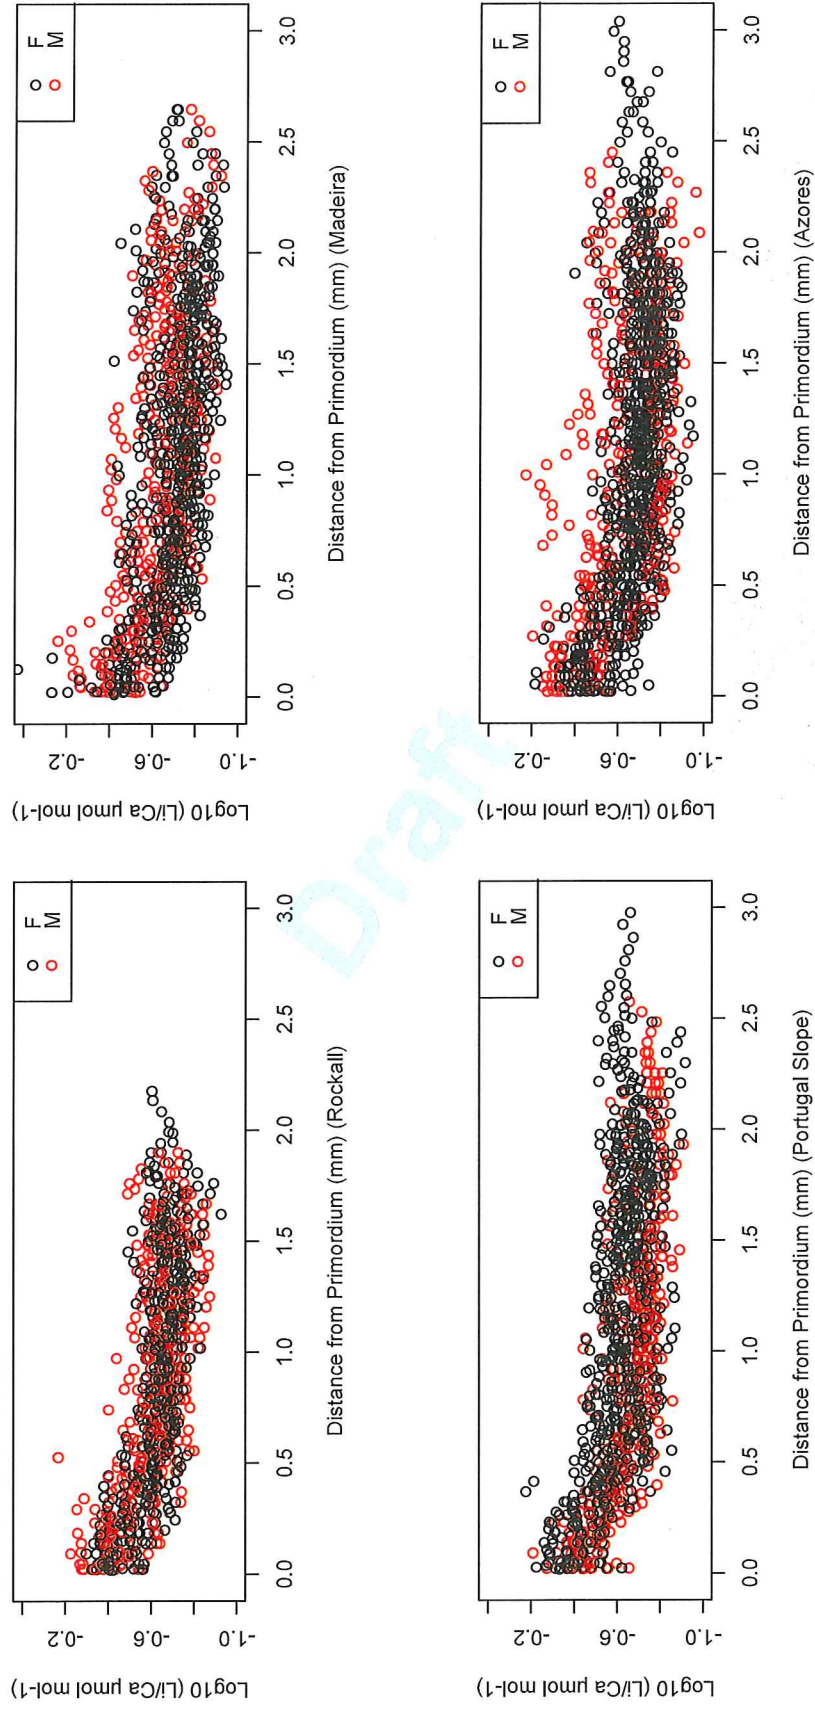 Log10 (Li/Ca µmol mol-1)
-0.2
-0.6
-1.0
F
M
0.0 0.5 1.0 1.5 2.0 2.5 3.0
Distance from Primordium (mm) (Rockall)
Log10 (Li/Ca µmol mol-1)
-0.2
-0.6
-1.0
F
M
0.0 0.5 1.0 1.5 2.0 2.5 3.0
Distance from Primordium (mm) (Madeira)
Draft
Log10 (Li/Ca µmol mol-1)
-0.2
-0.6
-1.0
F
M
0.0 0.5 1.0 1.5 2.0 2.5 3.0
Distance from Primordium (mm) (Portugal Slope)
Log10 (Li/Ca µmol mol-1)
-0.2
-0.6
-1.0
F
M
0.0 0.5 1.0 1.5 2.0 2.5 3.0
Distance from Primordium (mm) (Azores)